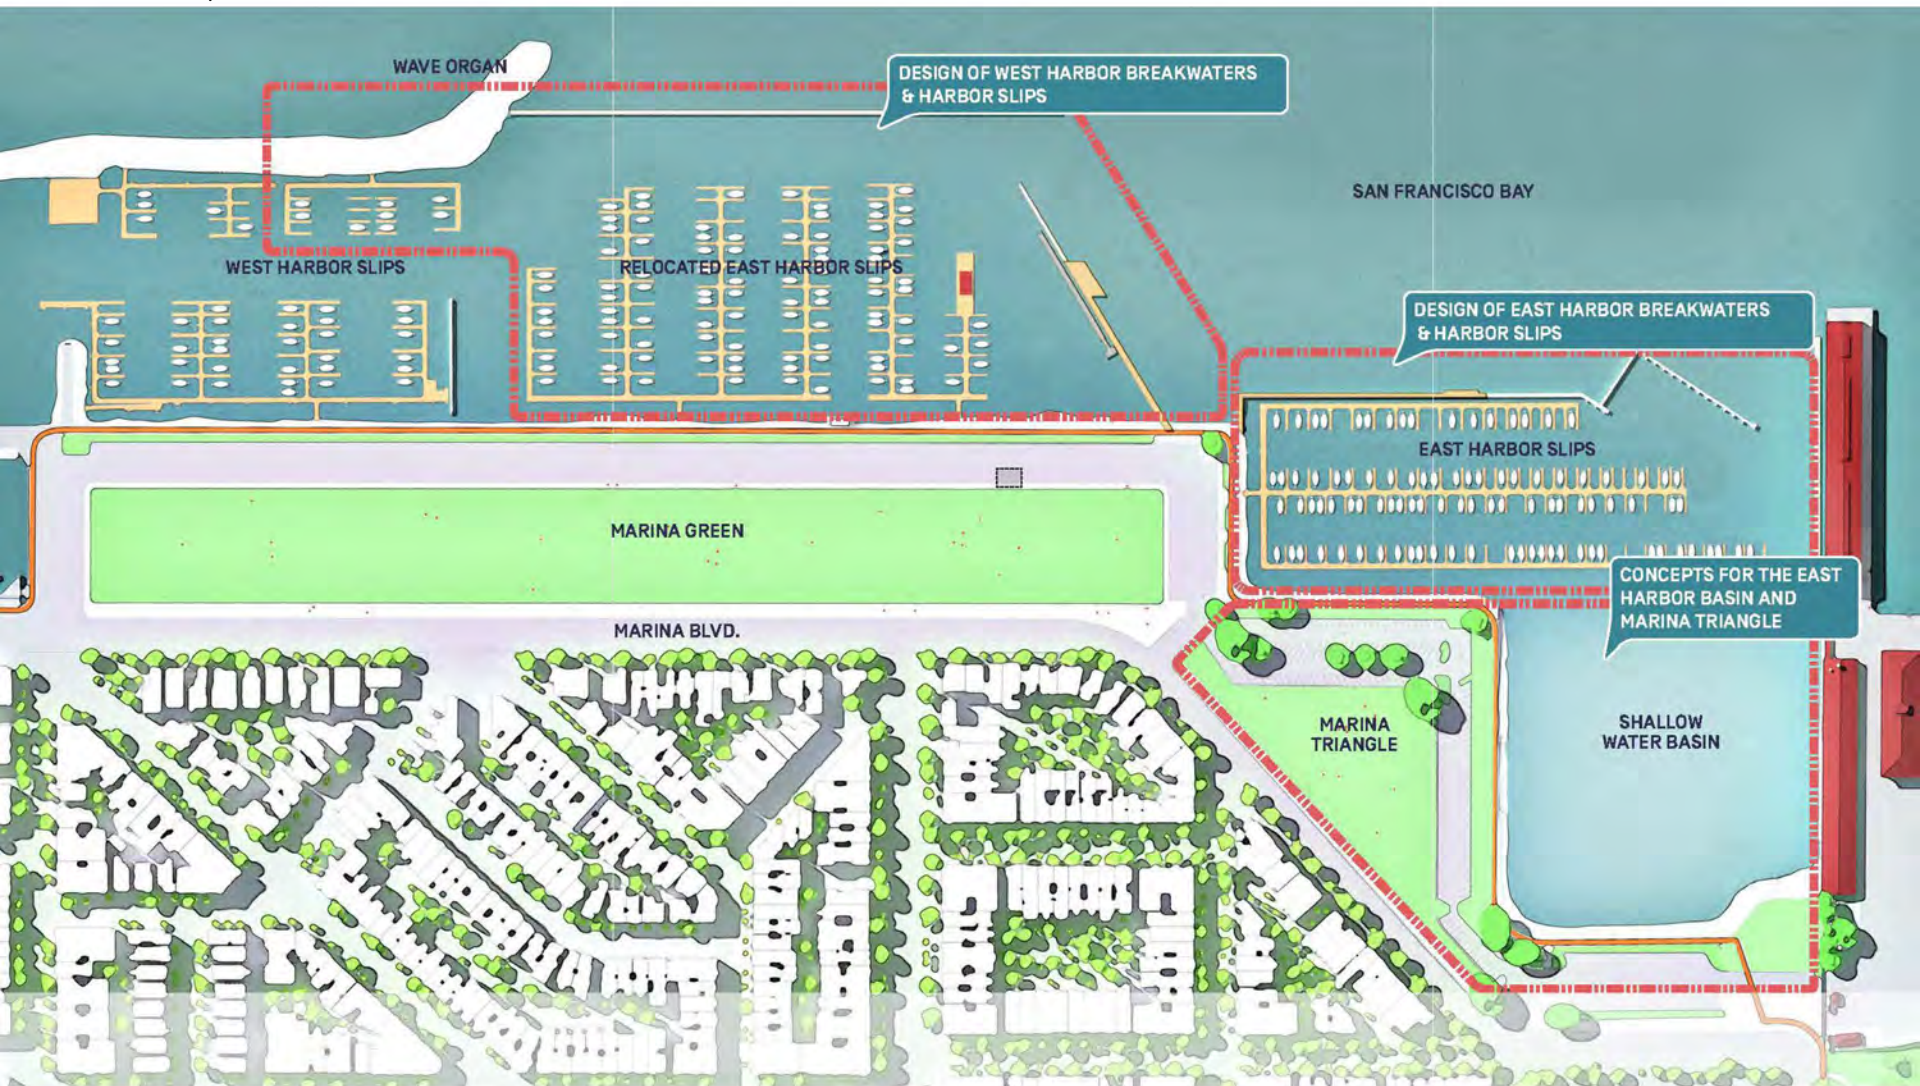 WAVE ORGAN
DESIGN OF WEST HARBOR BREAKWATERS
& HARBOR SLIPS
SAN FRANCISCO BAY
WEST HARBOR SLIPS
RELOCATED EAST HARBOR SLIPS
DESIGN OF EAST HARBOR BREAKWATERS
& HARBOR SLIPS
EAST HARBOR SLIPS
MARINA GREEN
CONCEPTS FOR THE EAST
HARBOR BASIN AND
MARINA TRIANGLE
MARINA BLVD.
MARINA
TRIANGLE
SHALLOW
WATER BASIN